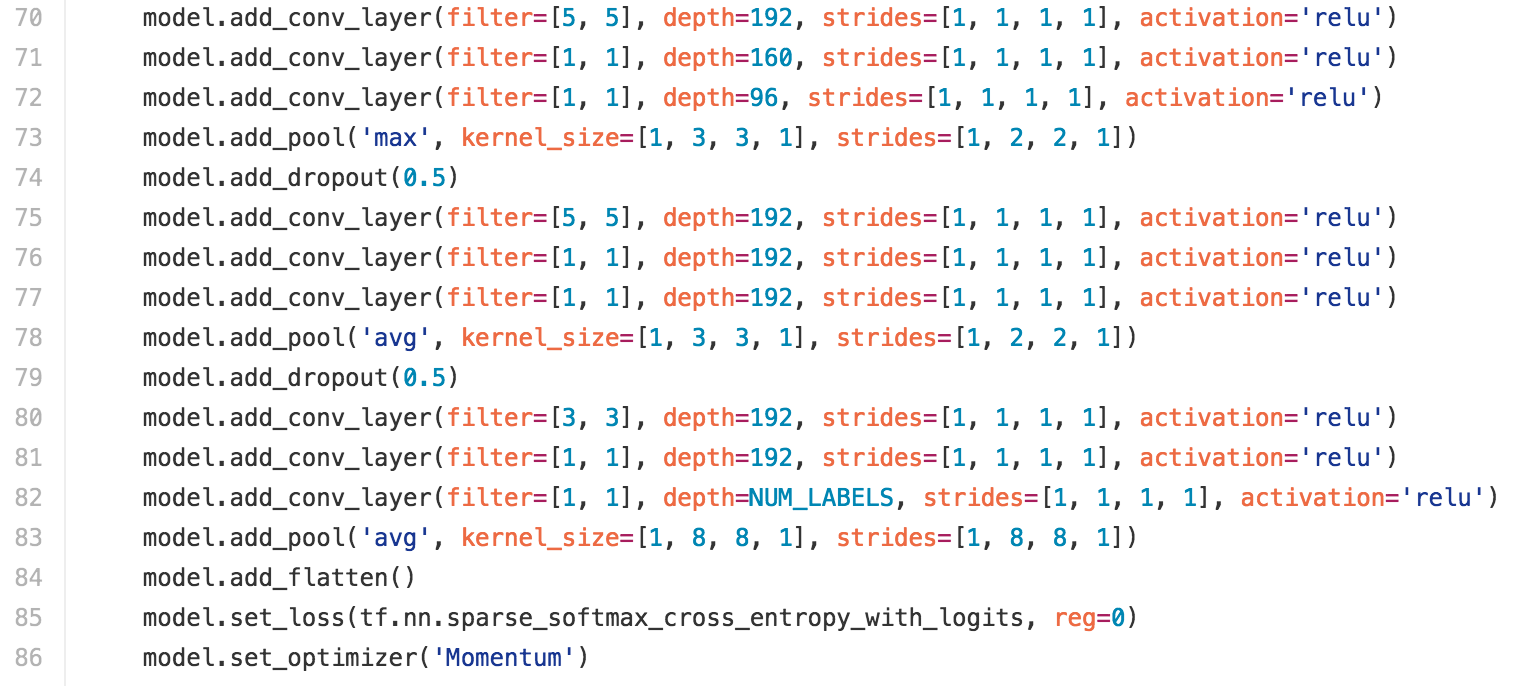 70 model.add_conv_layer(filter=[5, 5], depth=192, strides=[1, 1, 1, 1], activation='relu')
71 model.add_conv_layer(filter=[1, 1], depth=160, strides=[1, 1, 1, 1], activation='relu')
72 model.add_conv_layer(filter=[1, 1], depth=96, strides=[1, 1, 1, 1], activation='relu')
73 model.add_pool('max', kernel_size=[1, 3, 3, 1], strides=[1, 2, 2, 1])
74 model.add_dropout(0.5)
75 model.add_conv_layer(filter=[5, 5], depth=192, strides=[1, 1, 1, 1], activation='relu')
76 model.add_conv_layer(filter=[1, 1], depth=192, strides=[1, 1, 1, 1], activation='relu')
77 model.add_conv_layer(filter=[1, 1], depth=192, strides=[1, 1, 1, 1], activation='relu')
78 model.add_pool('avg', kernel_size=[1, 3, 3, 1], strides=[1, 2, 2, 1])
79 model.add_dropout(0.5)
80 model.add_conv_layer(filter=[3, 3], depth=192, strides=[1, 1, 1, 1], activation='relu')
81 model.add_conv_layer(filter=[1, 1], depth=192, strides=[1, 1, 1, 1], activation='relu')
82 model.add_conv_layer(filter=[1, 1], depth=NUM_LABELS, strides=[1, 1, 1, 1], activation='relu')
83 model.add_pool('avg', kernel_size=[1, 8, 8, 1], strides=[1, 8, 8, 1])
84 model.add_flatten()
85 model.set_loss(tf.nn.sparse_softmax_cross_entropy_with_logits, reg=0)
86 model.set_optimizer('Momentum')